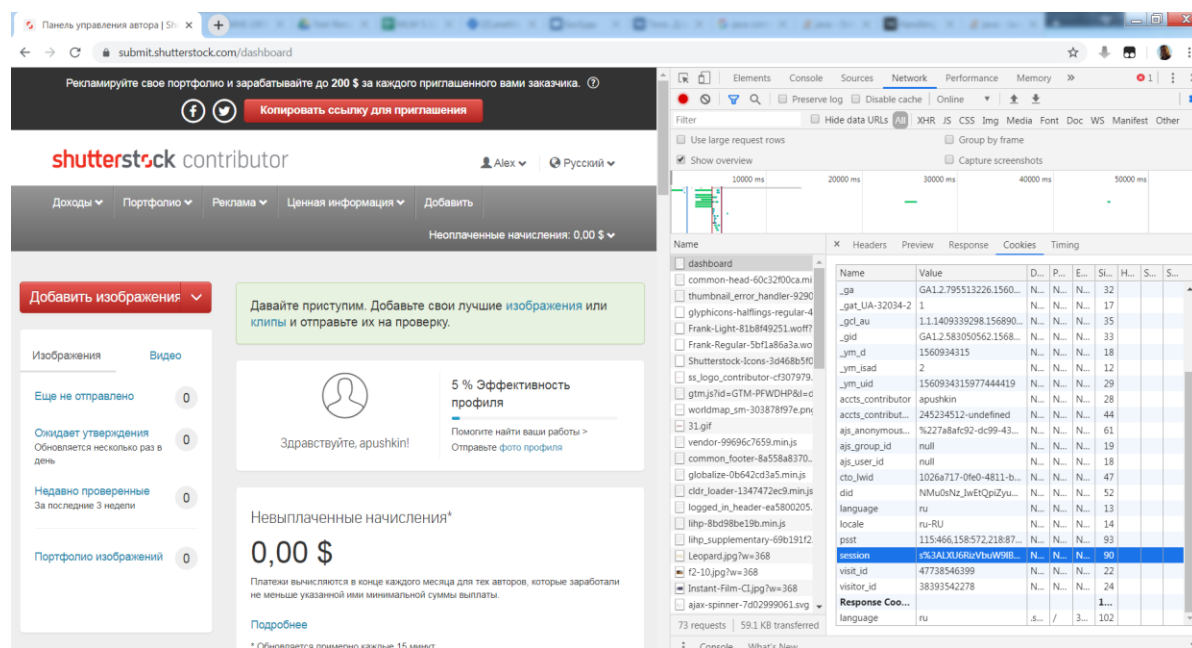 Панель управления автора | Sh
submit.shutterstock.com/dashboard
Рекламируйте свое портфолио и зарабатывайте до 200 $ за каждого приглашенного вами заказчика.
Копировать ссылку для приглашения
shutterstock contributor
Alex
Русский
Доходы Портфолио Реклама Ценная информация Добавить
Неоплаченные начисления: 0,00 $
Добавить изображения
Изображения Видео
Еще не отправлено 0
Ожидает утверждения 0
Обновляется несколько раз в
день
Недавно проверенные 0
За последние 3 недели
Портфолио изображений 0
Давайте приступим. Добавьте свои лучшие изображения или
клипы и отправьте их на проверку.
Здравствуйте, apushkin!
5 % Эффективность
профиля
Помогите найти ваши работы >
Отправьте фото профиля
Невыплаченные начисления*
0,00 $
Платежи вычисляются в конце каждого месяца для тех авторов, которые заработали
не меньше указанной ими минимальной суммы выплаты.
Подробнее
* Обновляется примерно каждые 15 минут
Elements Console Sources Network Performance Memory » 1
Preserve log Disable cache Online
Filter Hide data URLs All XHR JS CSS Img Media Font Doc WS Manifest Other
Use large request rows Group by frame
Show overview Capture screenshots
10000 ms 20000 ms 30000 ms 40000 ms 50000 ms
Name
dashboard
common-head-60c32f00ca.mi
thumbnail_error_handler-9290
glyphicons-halflings-regular-4
Frank-Light-81b8f49251.woff?
Frank-Regular-5bf1a86a3a.wo
Shutterstock-Icons-3d468b5f0
ss_logo_contributor-cf307979.
gtm.js?id=GTM-PFWDHP&l=d
worldmap_sm-303878f97e.png
31.gif
vendor-99696c7659.min.js
common_footer-8a558a8370..
globalize-0b642cd3a5.min.js
cldr_loader-1347472ec9.min.js
logged_in_header-ea5800205.
lihp-8bd98be19b.min.js
lihp_supplementary-69b191f2.
Leopard.jpg?w=368
f2-10.jpg?w=368
Instant-Film-CI.jpg?w=368
ajax-spinner-7d02999061.svg
73 requests 59.1 KB transferred
× Headers Preview Response Cookies Timing
Name Value D... P... E... Si... H... S... S...
_ga GA1.2.795513226.1560... N... N... N... 32
_gat_UA-32034-2 1 N... N... N... 17
_gcl_au 1.1.1409339298.156890... N... N... N... 35
_gid GA1.2.583050562.1568... N... N... N... 33
_ym_d 1560934315 N... N... N... 18
_ym_isad 2 N... N... N... 12
_ym_uid 1560934315977444419 N... N... N... 29
accts_contributor apushkin N... N... N... 28
accts_contribut... 245234512-undefined N... N... N... 44
ajs_anonymous... %227a8afc92-dc99-43... N... N... N... 61
ajs_group_id null N... N... N... 19
ajs_user_id null N... N... N... 18
cto_lwid 1026a717-0fe0-4811-b... N... N... N... 47
did NMu0sNz_IwEtQpiZyu... N... N... N... 52
language ru N... N... N... 13
locale ru-RU N... N... N... 14
psst 115:466,158:572,218:87... N... N... N... 93
session s%3ALXU6RizVbuW9IB... N... N... N... 90
visit_id 47738546399 N... N... N... 22
visitor_id 38393542278 N... N... N... 24
Response Coo... 1...
language ru .s... / 3... 102
Console What's New